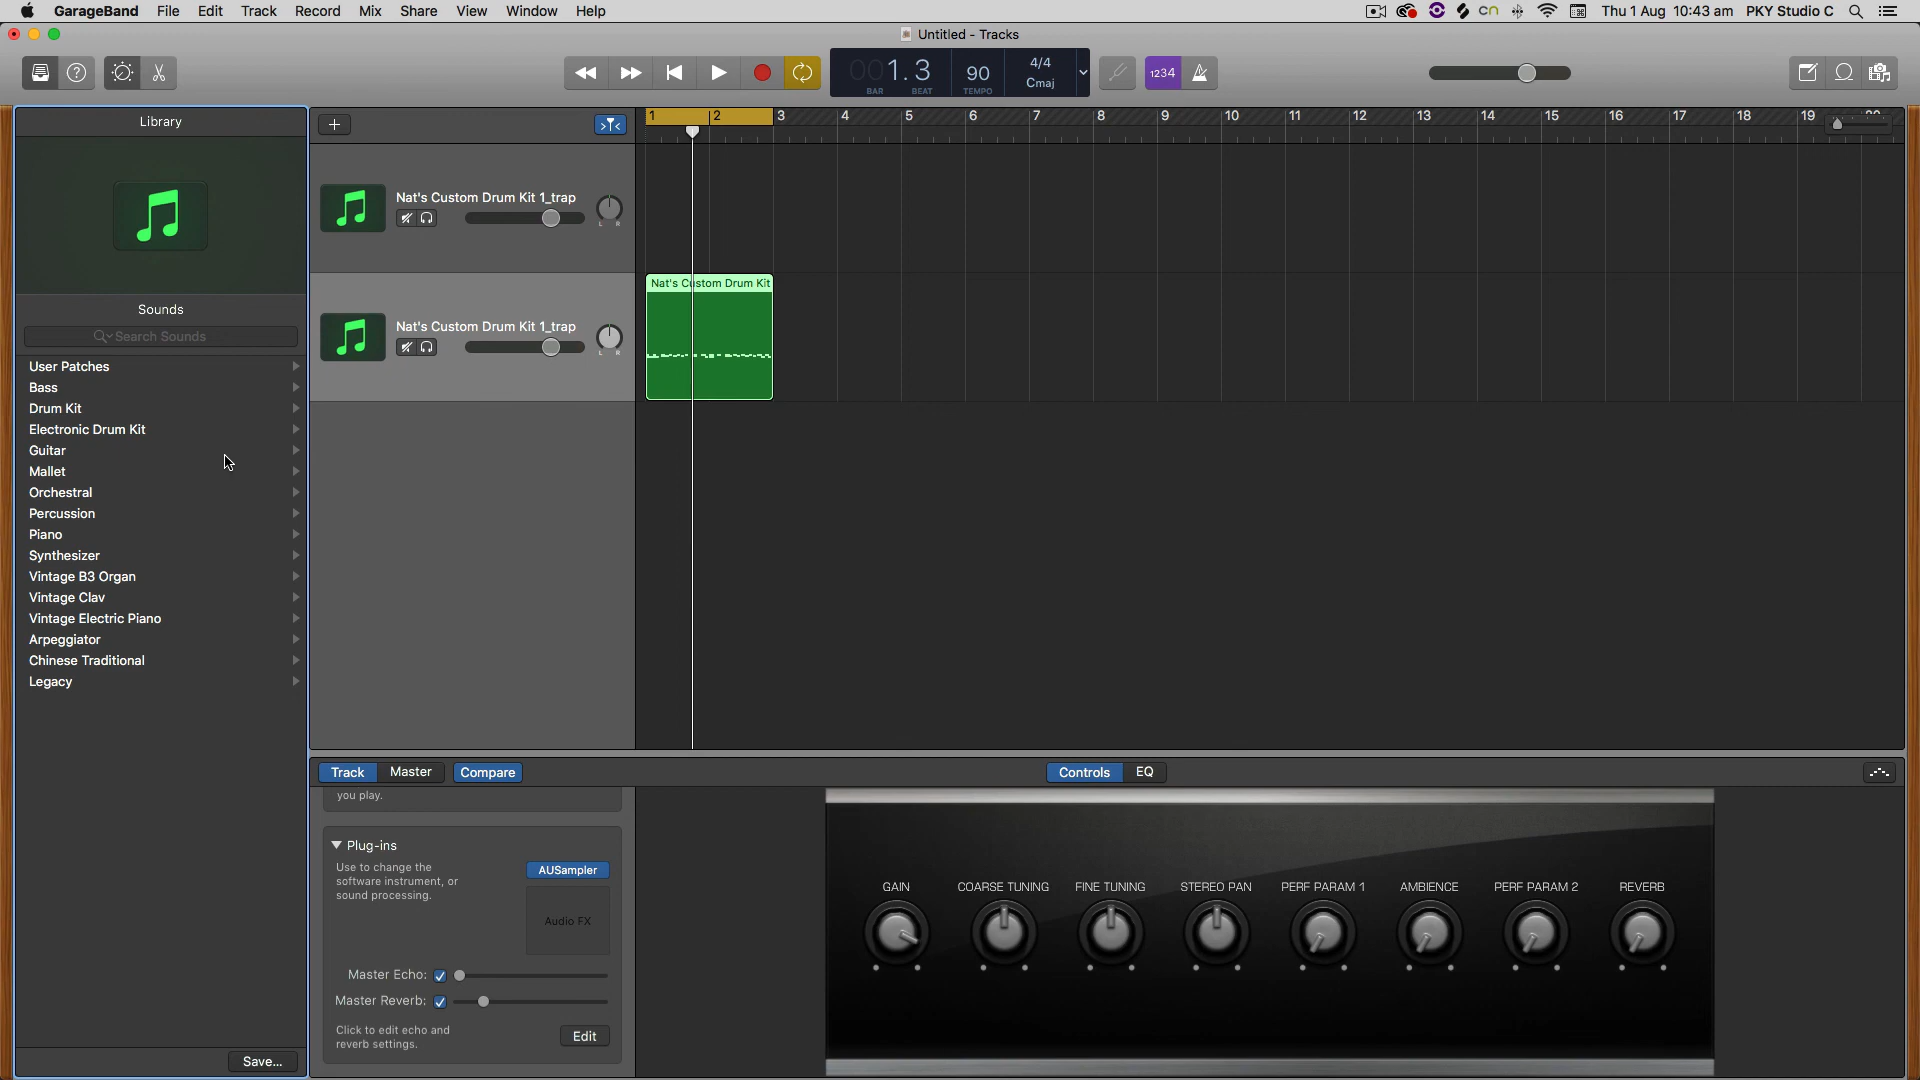 GarageBand File Edit Track Record Mix Share View Window Help
Thu 1 Aug 10:43 am PKY Studio C
Untitled - Tracks
001.3
BAR BEAT
90
TEMPO
4/4
Cmaj
1234
Library
Sounds
Search Sounds
User Patches
Bass
Drum Kit
Electronic Drum Kit
Guitar
Mallet
Orchestral
Percussion
Piano
Synthesizer
Vintage B3 Organ
Vintage Clav
Vintage Electric Piano
Arpeggiator
Chinese Traditional
Legacy
Save...
1 2 3 4 5 6 7 8 9 10 11 12 13 14 15 16 17 18 19
Nat's Custom Drum Kit 1_trap
L R
Nat's Custom Drum Kit 1_trap
L R
Nat's Custom Drum Kit
Track Master Compare
Controls EQ
you play.
Plug-ins
Use to change the
software instrument, or
sound processing.
AUSampler
Audio FX
Master Echo:
Master Reverb:
Click to edit echo and
reverb settings.
Edit
GAIN COARSE TUNING FINE TUNING STEREO PAN PERF PARAM 1 AMBIENCE PERF PARAM 2 REVERB